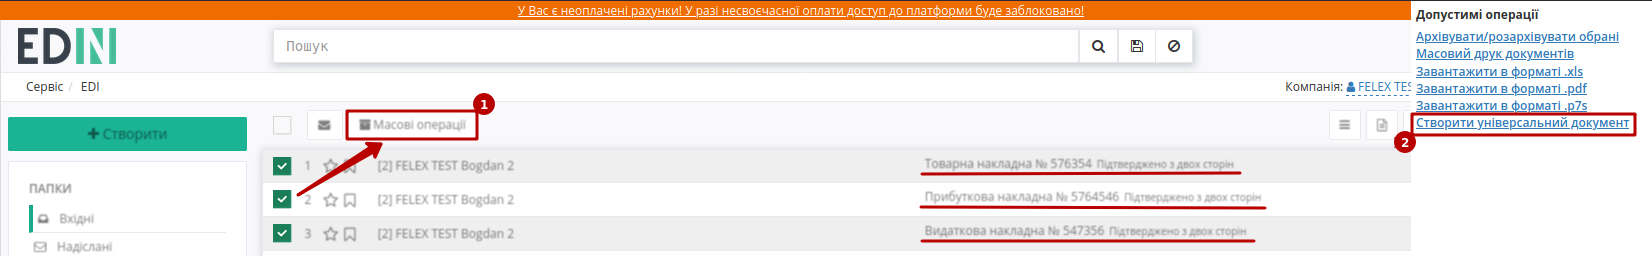 У Вас є неоплачені рахунки! У разі несвоєчасної оплати доступ до платформи буде заблоковано!
EDIN
Пошук
Сервіс / EDI
Компанія: FELEX TES
Створити
Масові операції
1
ПАПКИ
Вхідні
Надіслані
1 [2] FELEX TEST Bogdan 2 Товарна накладна № 576354 Підтверджено з двох сторін
2 [2] FELEX TEST Bogdan 2 Прибуткова накладна № 5764546 Підтверджено з двох сторін
3 [2] FELEX TEST Bogdan 2 Видаткова накладна № 547356 Підтверджено з двох сторін
Допустимі операції
Архівувати/розархівувати обрані
Масовий друк документів
Завантажити в форматі .xls
Завантажити в форматі .pdf
Завантажити в форматі .p7s
Створити універсальний документ
2